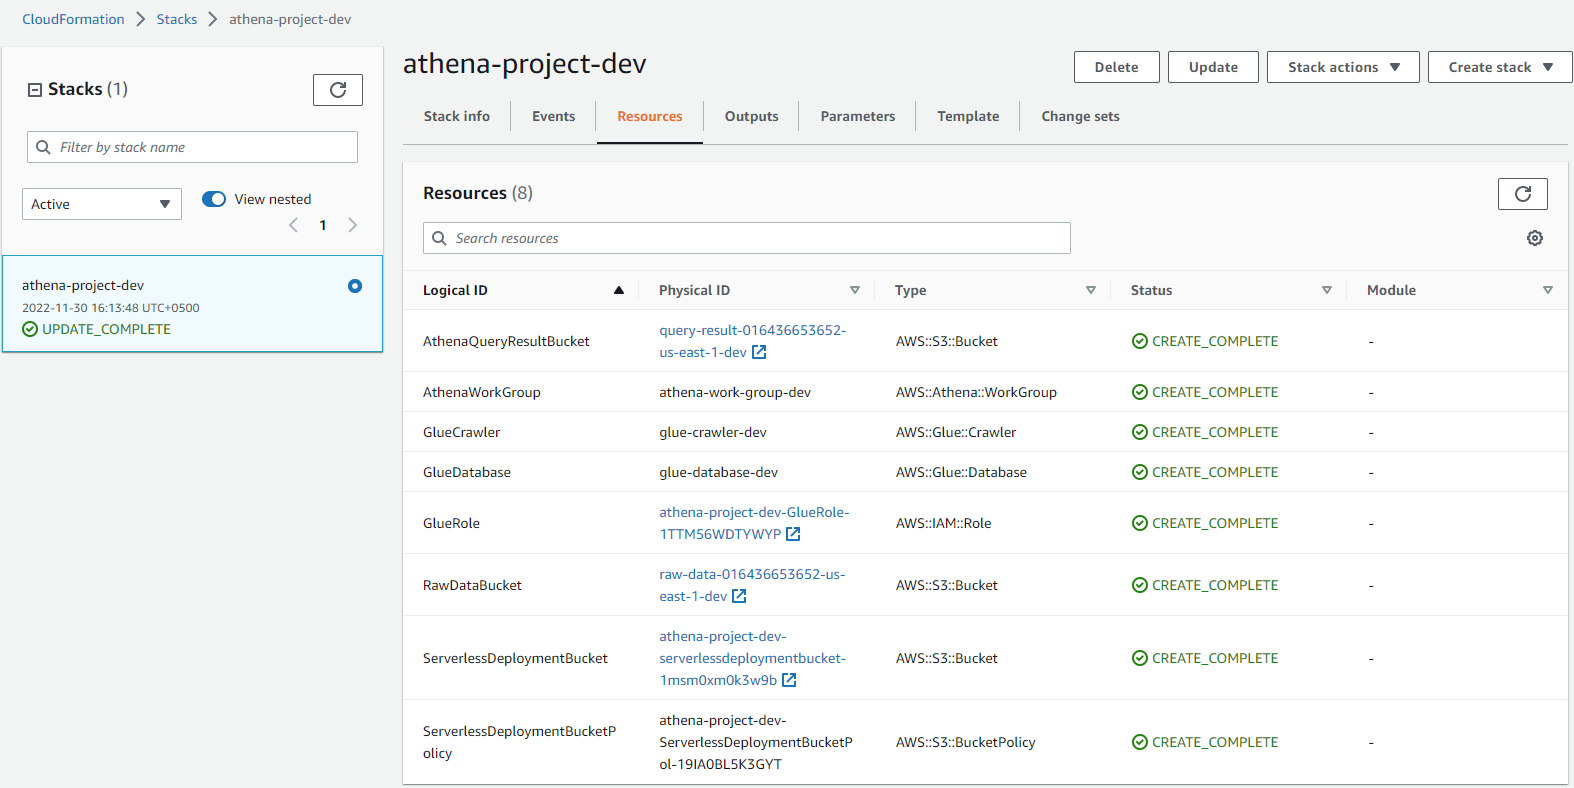 CloudFormation > Stacks > athena-project-dev
Stacks (1)
Filter by stack name
Active
View nested
1
athena-project-dev
2022-11-30 16:13:48 UTC+0500
UPDATE_COMPLETE
athena-project-dev
Delete Update Stack actions Create stack
Stack info Events Resources Outputs Parameters Template Change sets
Resources (8)
Search resources
Logical ID Physical ID Type Status Module
AthenaQueryResultBucket query-result-016436653652- AWS::S3::Bucket CREATE_COMPLETE -
us-east-1-dev
AthenaWorkGroup athena-work-group-dev AWS::Athena::WorkGroup CREATE_COMPLETE -
GlueCrawler glue-crawler-dev AWS::Glue::Crawler CREATE_COMPLETE -
GlueDatabase glue-database-dev AWS::Glue::Database CREATE_COMPLETE -
GlueRole athena-project-dev-GlueRole- AWS::IAM::Role CREATE_COMPLETE -
1TTM56WDTYWYP
RawDataBucket raw-data-016436653652-us- AWS::S3::Bucket CREATE_COMPLETE -
east-1-dev
athena-project-dev-
ServerlessDeploymentBucket serverlessdeploymentbucket- AWS::S3::Bucket CREATE_COMPLETE -
1msm0xm0k3w9b
athena-project-dev-
ServerlessDeploymentBucketP ServerlessDeploymentBucketP AWS::S3::BucketPolicy CREATE_COMPLETE -
olicy ol-19IA0BL5K3GYT